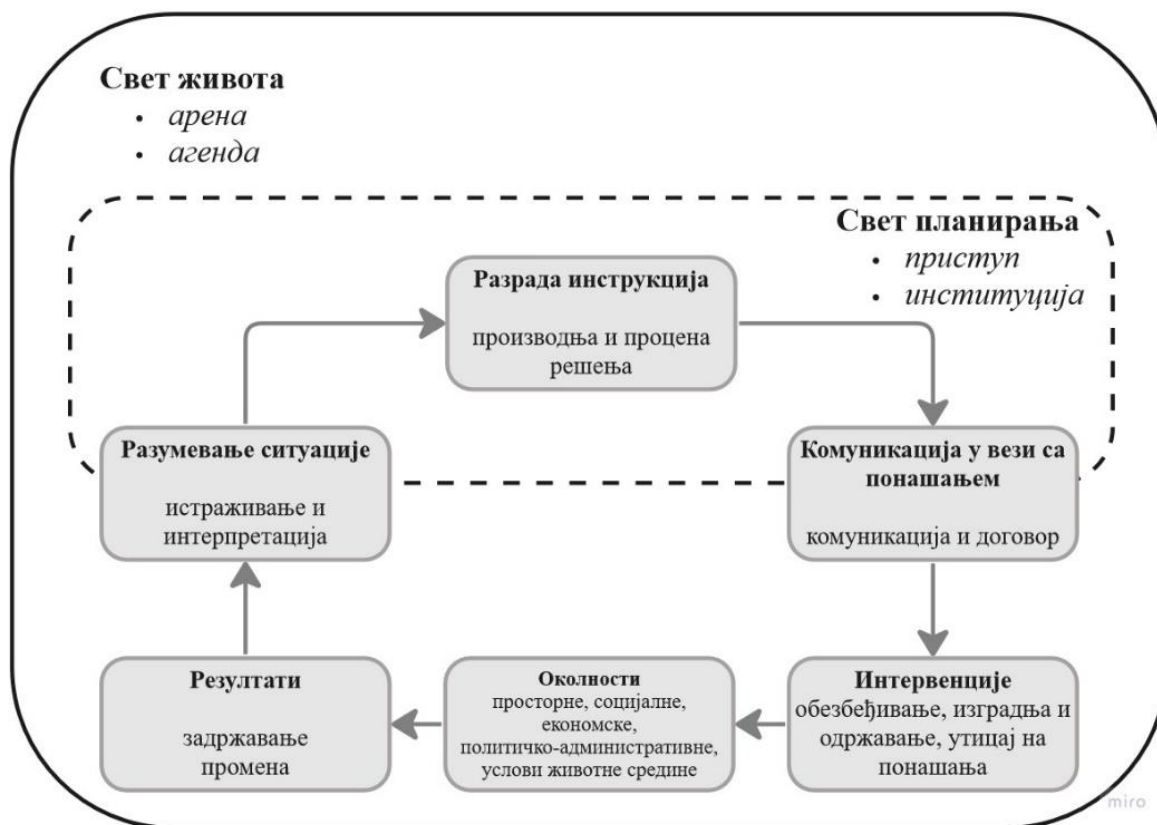 Свет живота
• арена
• агенда
Свет планирања
• приступ
• институција
Разрада инструкција
производња и процена
решења
Разумевање ситуације
истраживање и
интерпретација
Комуникација у вези са
понашањем
комуникација и договор
Резултати
задржавање
промена
Околности
просторне, социјалне,
економске,
политичко-административне,
услови животне средине
Интервенције
обезбеђивање, изградња и
одржавање, утицај на
понашања
miro